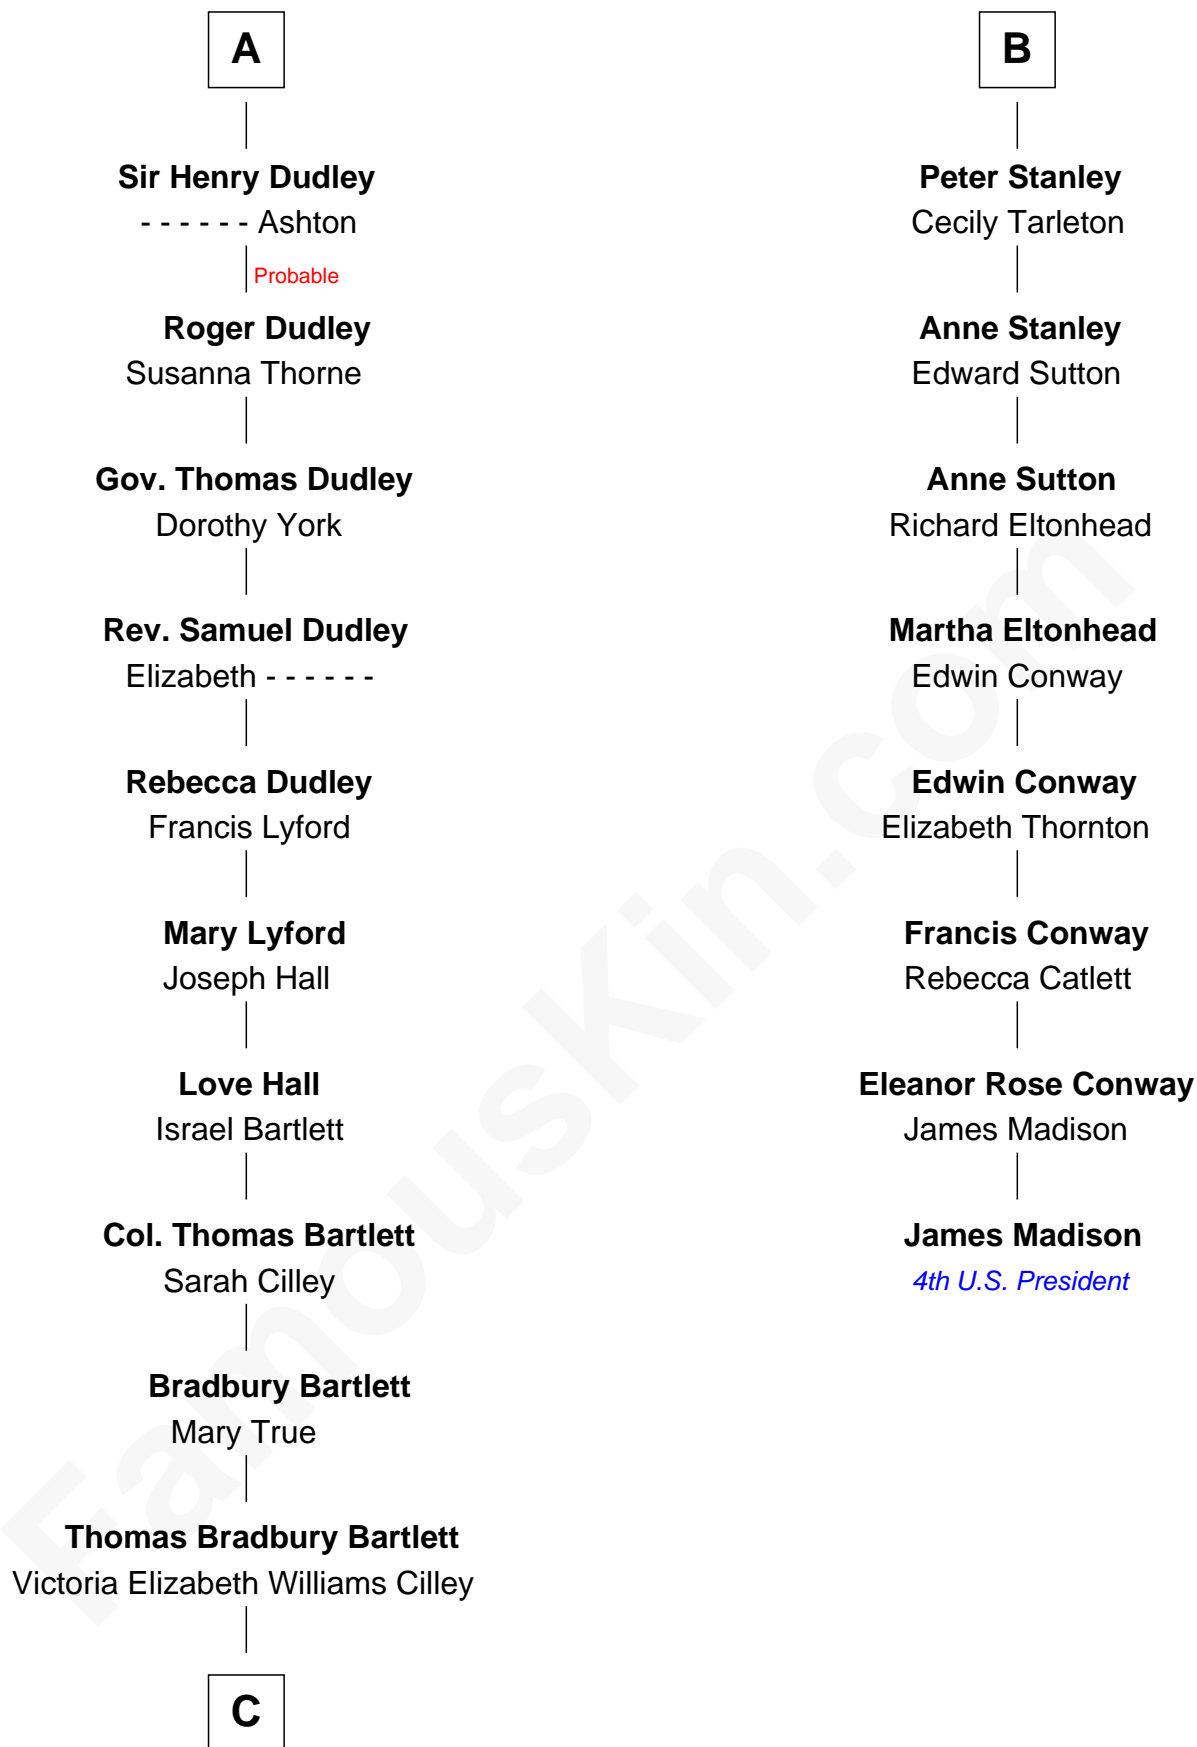 A
Sir Henry Dudley
- - - - - - Ashton
Probable
Roger Dudley
Susanna Thorne
Gov. Thomas Dudley
Dorothy York
Rev. Samuel Dudley
Elizabeth - - - - - -
Rebecca Dudley
Francis Lyford
Mary Lyford
Joseph Hall
Love Hall
Israel Bartlett
Col. Thomas Bartlett
Sarah Cilley
Bradbury Bartlett
Mary True
Thomas Bradbury Bartlett
Victoria Elizabeth Williams Cilley
C
B
Peter Stanley
Cecily Tarleton
Anne Stanley
Edward Sutton
Anne Sutton
Richard Eltonhead
Martha Eltonhead
Edwin Conway
Edwin Conway
Elizabeth Thornton
Francis Conway
Rebecca Catlett
Eleanor Rose Conway
James Madison
James Madison
4th U.S. President
FamousKin.com